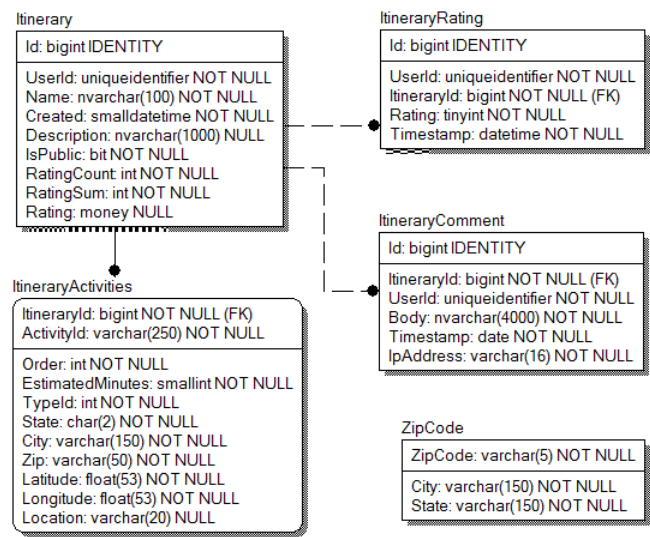 Itinerary
Id: bigint IDENTITY
UserId: uniqueidentifier NOT NULL
Name: nvarchar(100) NOT NULL
Created: smalldatetime NOT NULL
Description: nvarchar(1000) NULL
IsPublic: bit NOT NULL
RatingCount: int NOT NULL
RatingSum: int NOT NULL
Rating: money NULL
ItineraryRating
Id: bigint IDENTITY
UserId: uniqueidentifier NOT NULL
ItineraryId: bigint NOT NULL (FK)
Rating: tinyint NOT NULL
Timestamp: datetime NOT NULL
ItineraryComment
Id: bigint IDENTITY
ItineraryId: bigint NOT NULL (FK)
UserId: uniqueidentifier NOT NULL
Body: nvarchar(4000) NOT NULL
Timestamp: date NOT NULL
IpAddress: varchar(16) NOT NULL
ItineraryActivities
ItineraryId: bigint NOT NULL (FK)
ActivityId: varchar(250) NOT NULL
Order: int NOT NULL
EstimatedMinutes: smallint NOT NULL
TypeId: int NOT NULL
State: char(2) NOT NULL
City: varchar(150) NOT NULL
Zip: varchar(50) NOT NULL
Latitude: float(53) NOT NULL
Longitude: float(53) NOT NULL
Location: varchar(20) NULL
ZipCode
ZipCode: varchar(5) NOT NULL
City: varchar(150) NOT NULL
State: varchar(150) NOT NULL